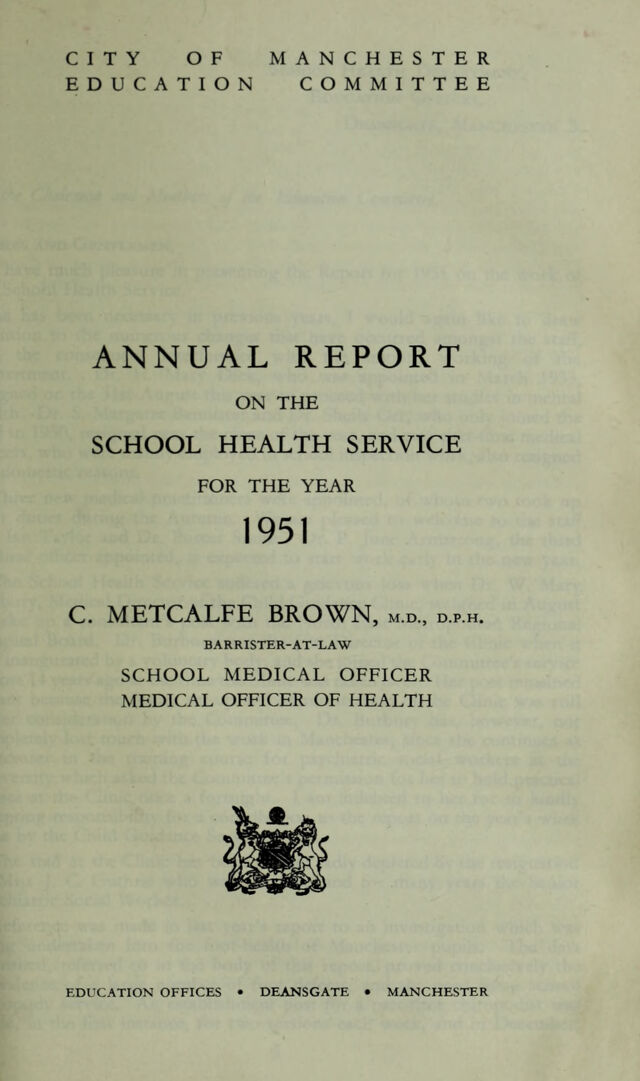 CITY OF MANCHESTER
EDUCATION COMMITTEE
ANNUAL REPORT
ON THE
SCHOOL HEALTH SERVICE
FOR THE YEAR
1951
C. METCALFE BROWN, M.D., D.P.H.
BARRISTER-AT-LAW
SCHOOL MEDICAL OFFICER
MEDICAL OFFICER OF HEALTH
EDUCATION OFFICES • DEANSGATE • MANCHESTER